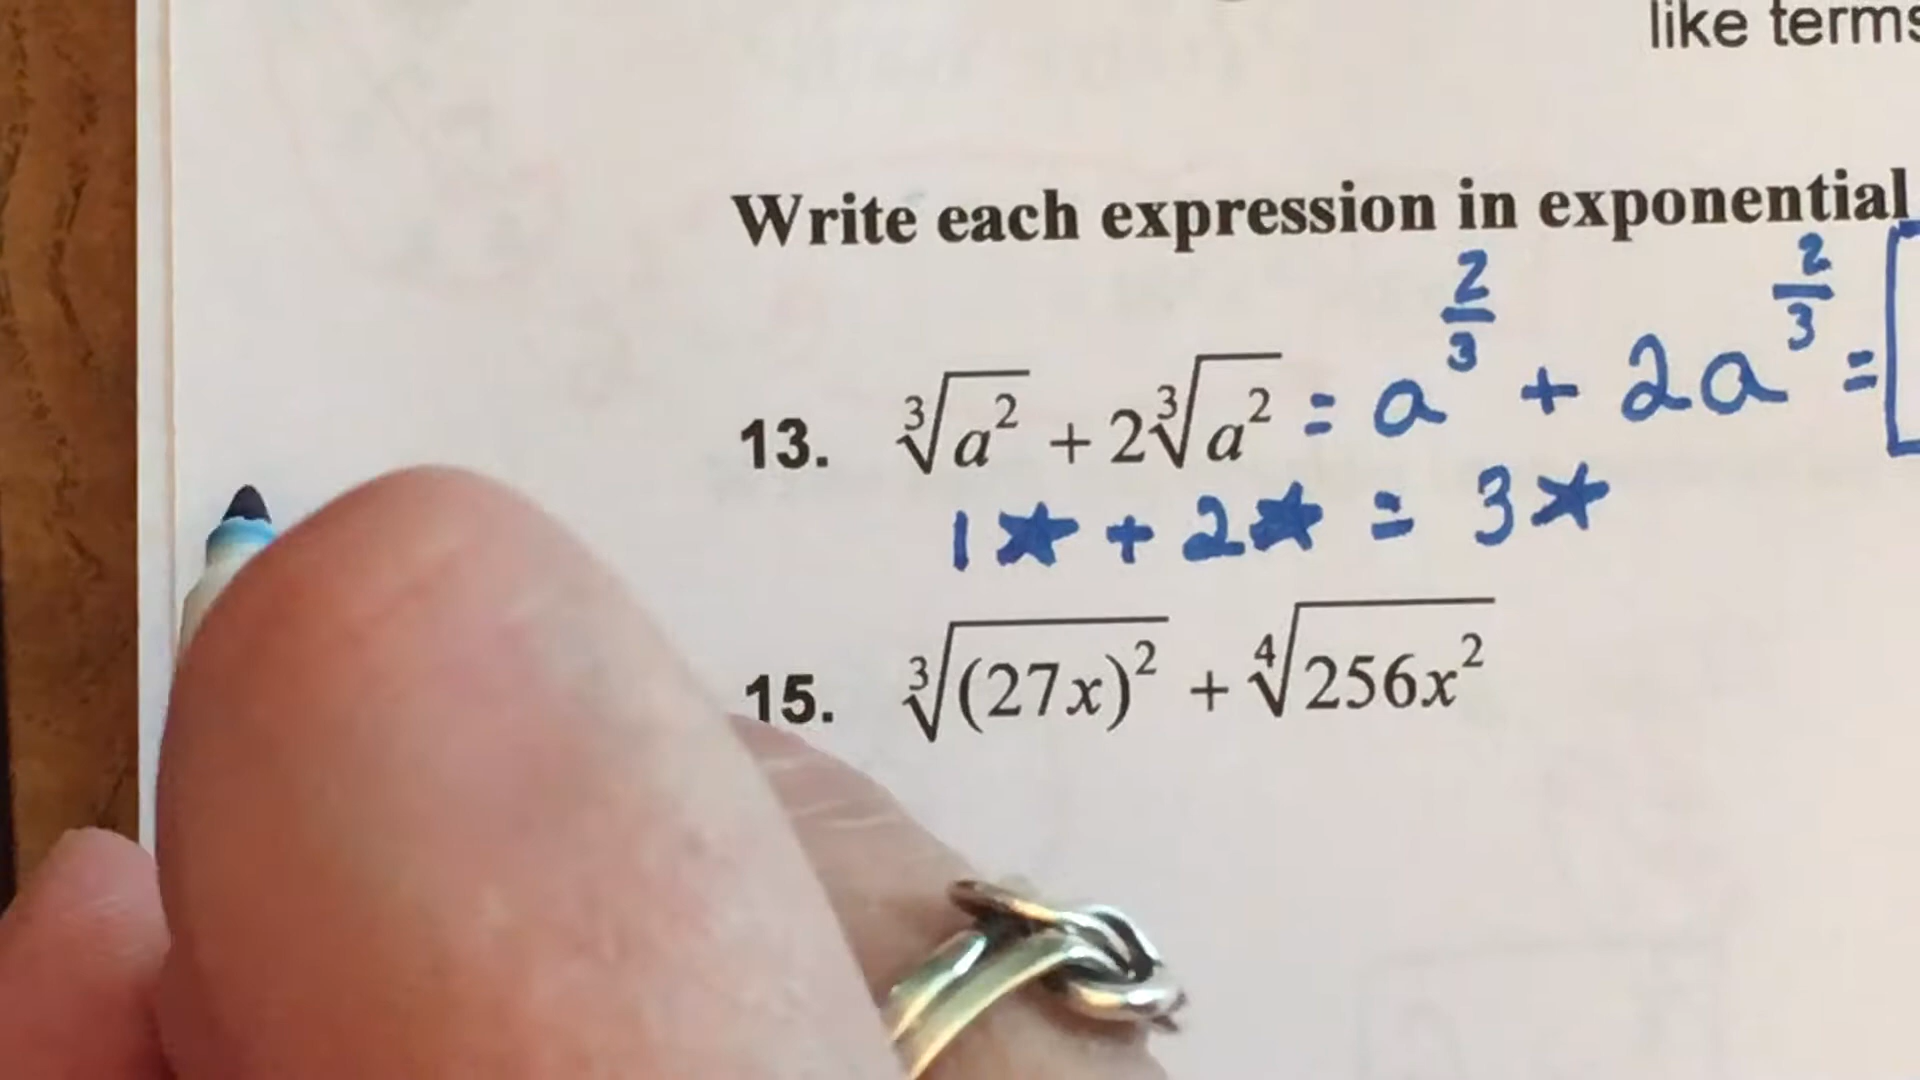 like terms
Write each expression in exponential
13. ∛a² + 2∛a² = a^(2/3) + 2a^(2/3) =
1★ + 2★ = 3★
15. ∛(27x)² + ∜256x²